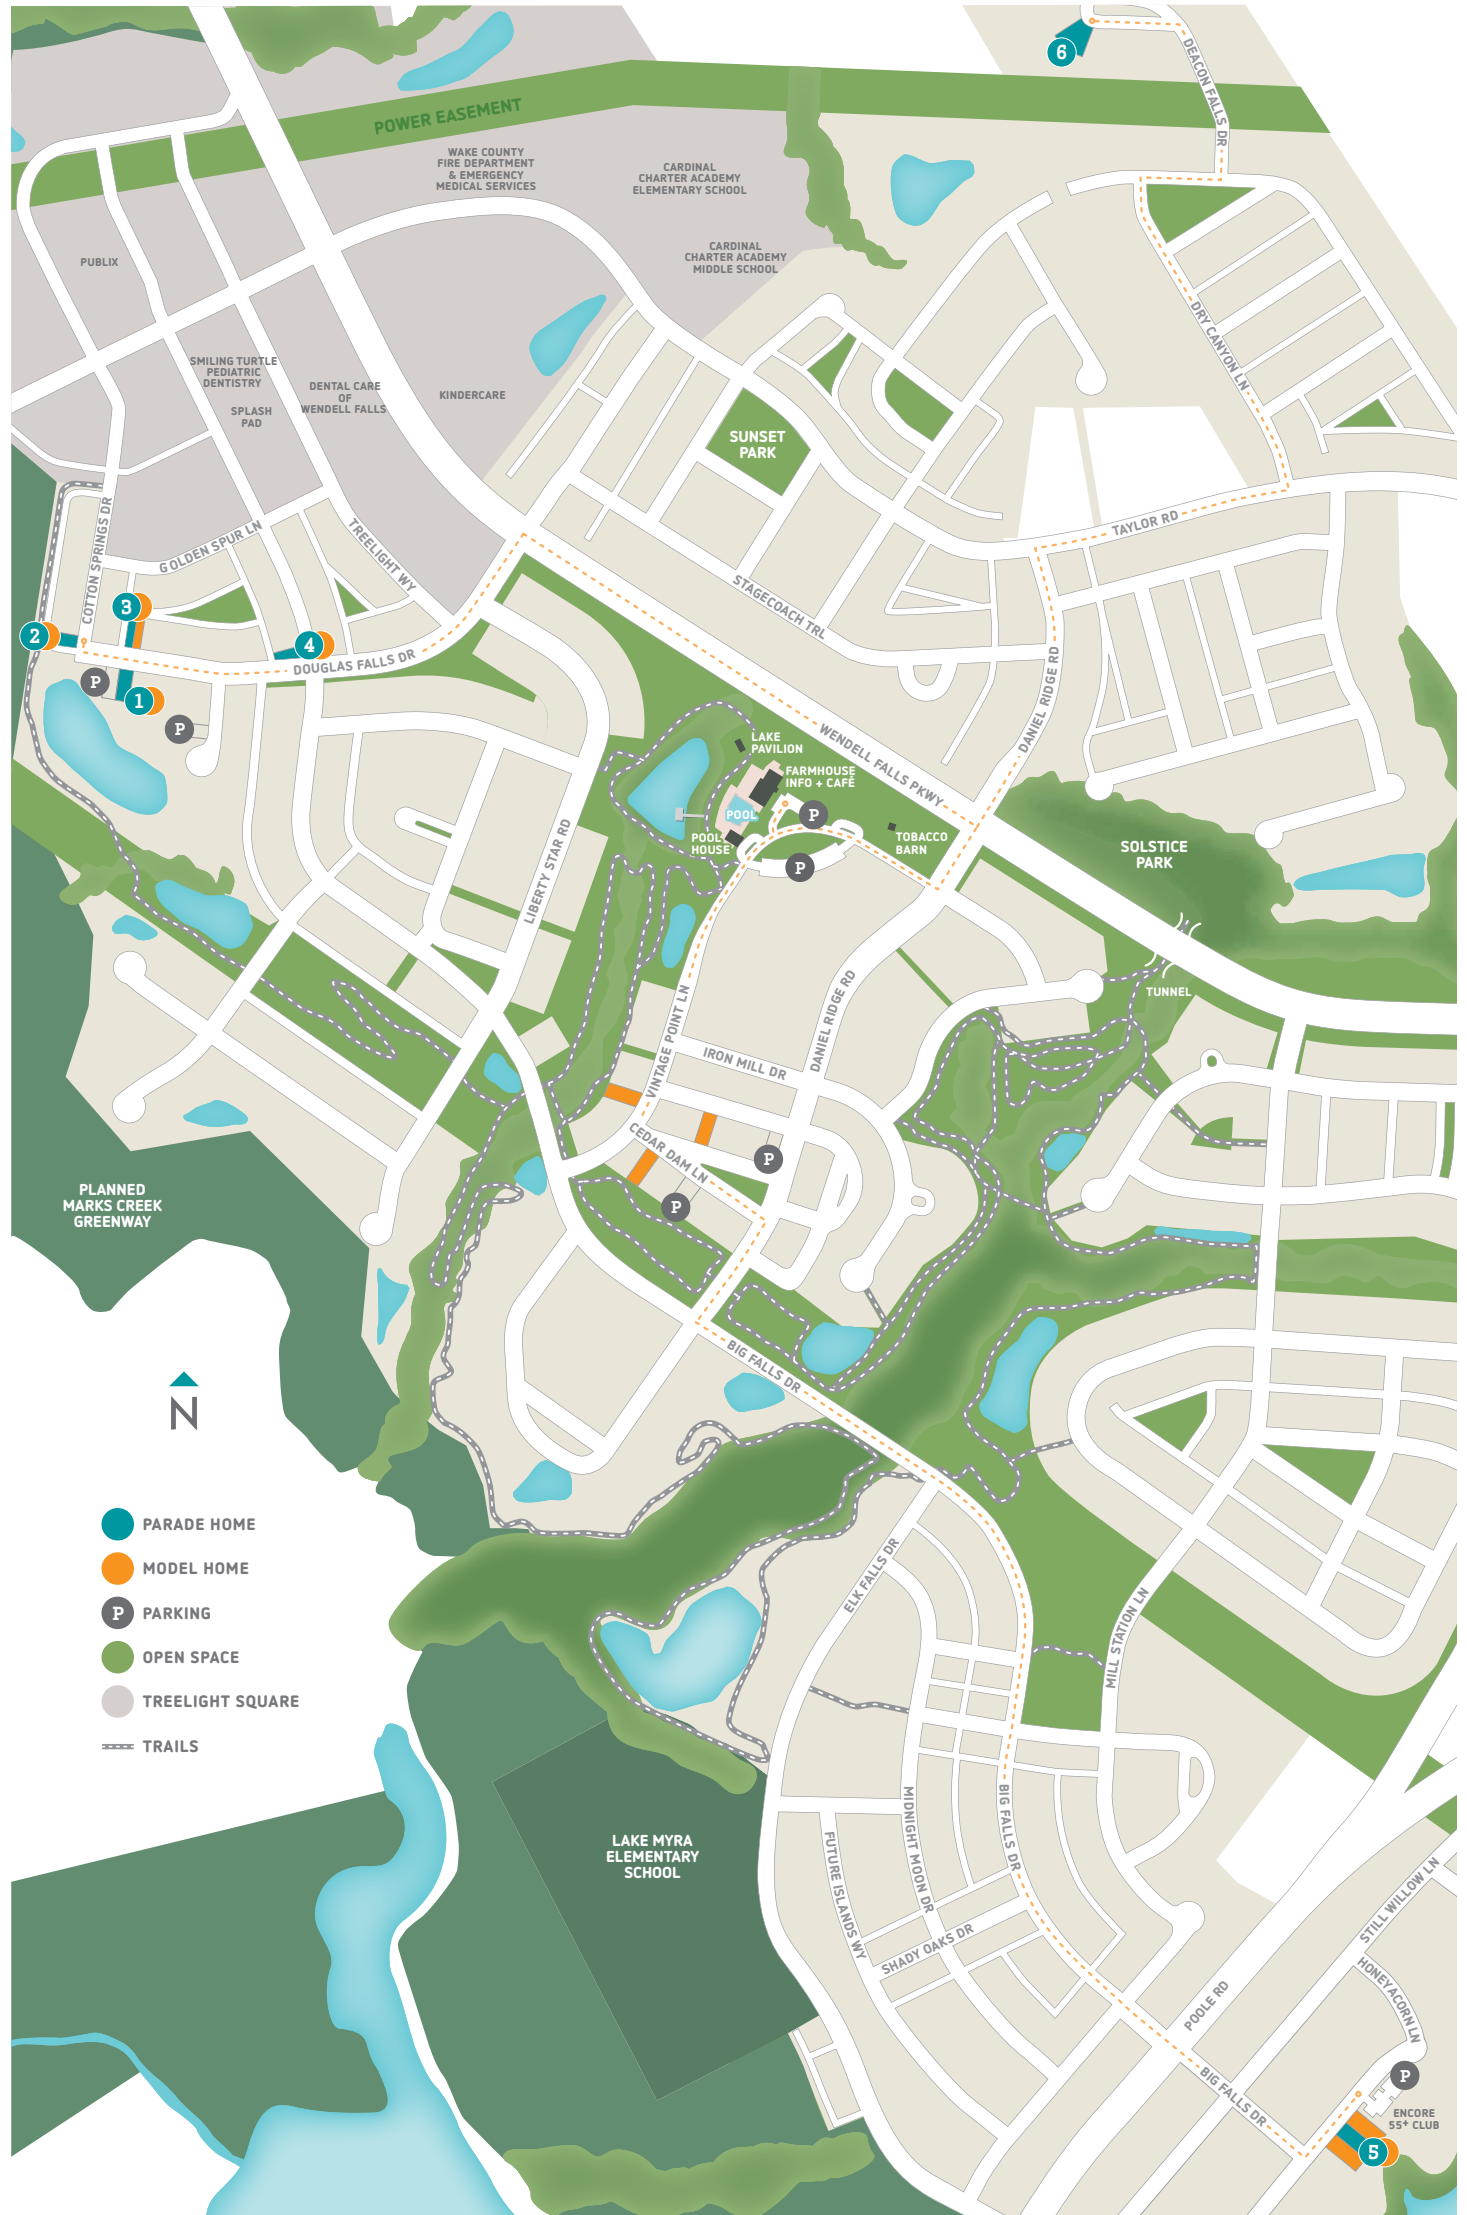 6
DEACON FALLS DR
POWER EASEMENT
WAKE COUNTY
FIRE DEPARTMENT
& EMERGENCY
MEDICAL SERVICES
CARDINAL
CHARTER ACADEMY
ELEMENTARY SCHOOL
CARDINAL
CHARTER ACADEMY
MIDDLE SCHOOL
PUBLIX
DRY CANYON LN
SMILING TURTLE
PEDIATRIC
DENTISTRY
SPLASH
PAD
DENTAL CARE
OF
WENDELL FALLS
KINDERCARE
SUNSET
PARK
TAYLOR RD
COTTON SPRINGS DR
GOLDEN SPUR LN
TREELIGHT WY
STAGECOACH TRL
3
2
4
DOUGLAS FALLS DR
P
1
P
DANIEL RIDGE RD
WENDELL FALLS PKWY
LAKE
PAVILION
FARMHOUSE
INFO + CAFÉ
POOL
P
POOL
HOUSE
P
TOBACCO
BARN
SOLSTICE
PARK
LIBERTY STAR RD
TUNNEL
VINTAGE POINT LN
DANIEL RIDGE RD
IRON MILL DR
CEDAR DAM LN
P
P
PLANNED
MARKS CREEK
GREENWAY
BIG FALLS DR
N
PARADE HOME
MODEL HOME
P PARKING
OPEN SPACE
TREELIGHT SQUARE
TRAILS
ELK FALLS DR
MILL STATION LN
LAKE MYRA
ELEMENTARY
SCHOOL
MIDNIGHT MOON DR
BIG FALLS DR
FUTURE ISLANDS WY
SHADY OAKS DR
STILL WILLOW LN
HONEYACORN LN
POOLE RD
BIG FALLS DR
P
ENCORE
55+ CLUB
5